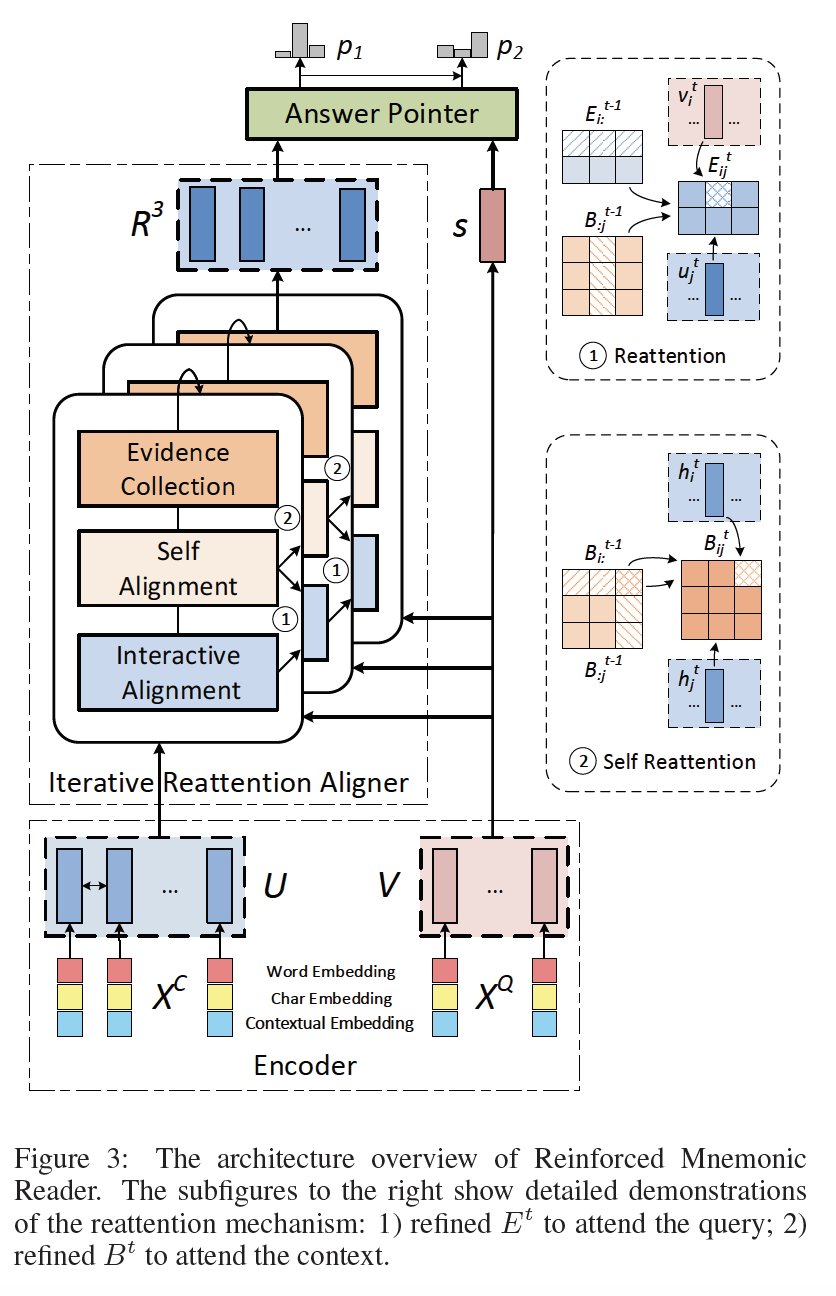 p1
p2
Answer Pointer
R^3
...
s
Evidence
Collection
Self
Alignment
Interactive
Alignment
2
2
1
1
Iterative Reattention Aligner
...
U
V
...
X^C
Word Embedding
Char Embedding
Contextual Embedding
X^Q
Encoder
E_{i:}^{t-1}
v_i^t
... ...
E_{ij}^t
B_{:j}^{t-1}
u_j^t
... ...
1 Reattention
h_i^t
... ...
B_{i:}^{t-1}
B_{ij}^t
B_{:j}^{t-1}
h_j^t
... ...
2 Self Reattention
Figure 3: The architecture overview of Reinforced Mnemonic
Reader. The subfigures to the right show detailed demonstrations
of the reattention mechanism: 1) refined E^t to attend the query; 2)
refined B^t to attend the context.